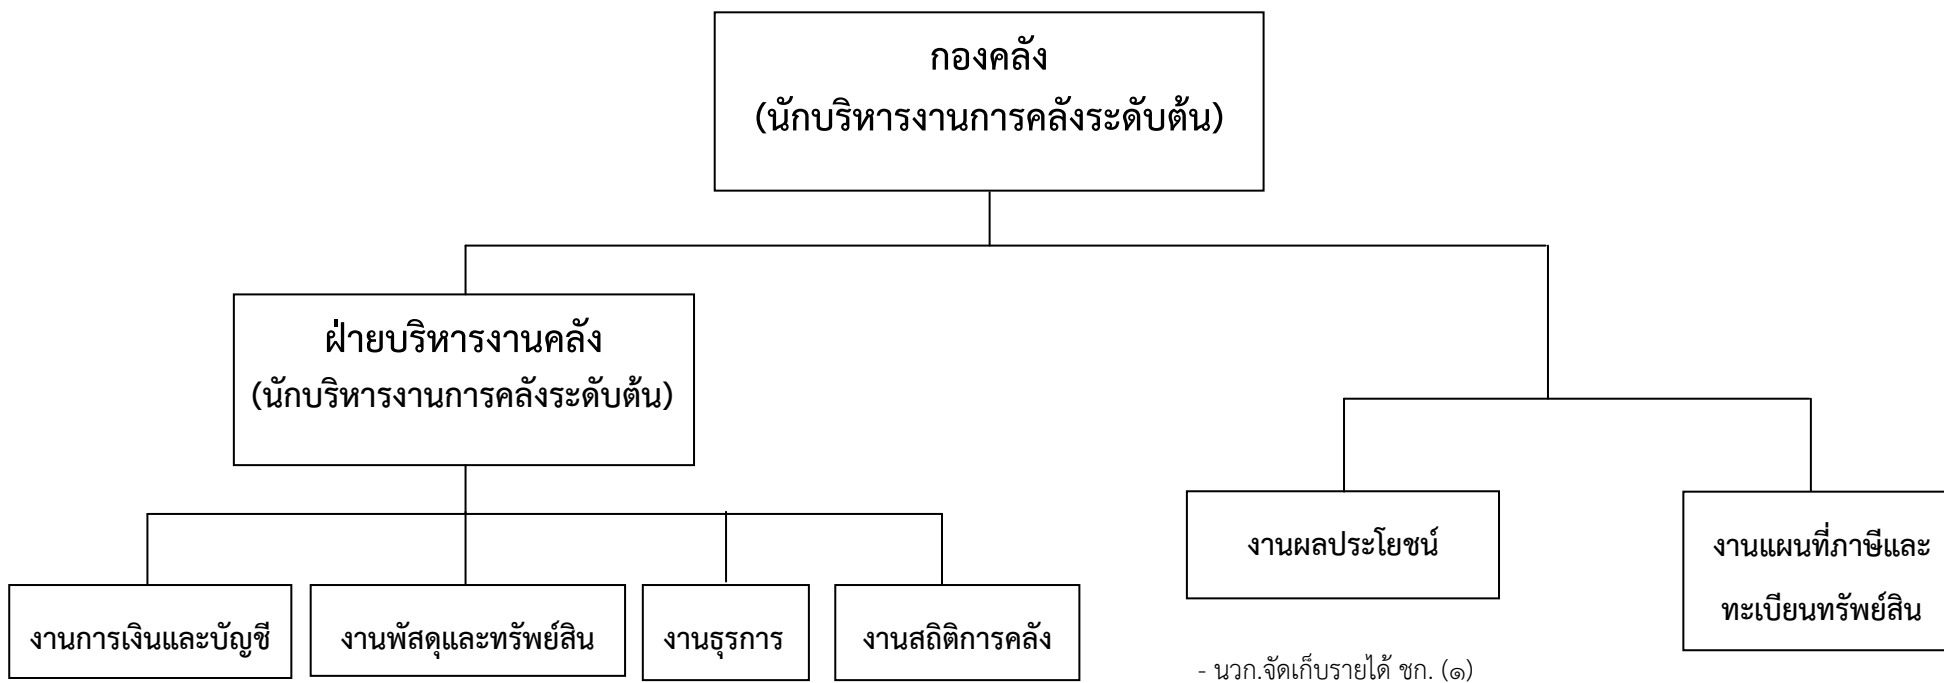 กองคลัง
(นักบริหารงานการคลังระดับต้น)
ฝ่ายบริหารงานคลัง
(นักบริหารงานการคลังระดับต้น)
งานผลประโยชน์
งานแผนที่ภาษีและ
ทะเบียนทรัพย์สิน
งานการเงินและบัญชี
งานพัสดุและทรัพย์สิน
งานธุรการ
งานสถิติการคลัง
- นวก.จัดเก็บรายได้ ชก. (๑)